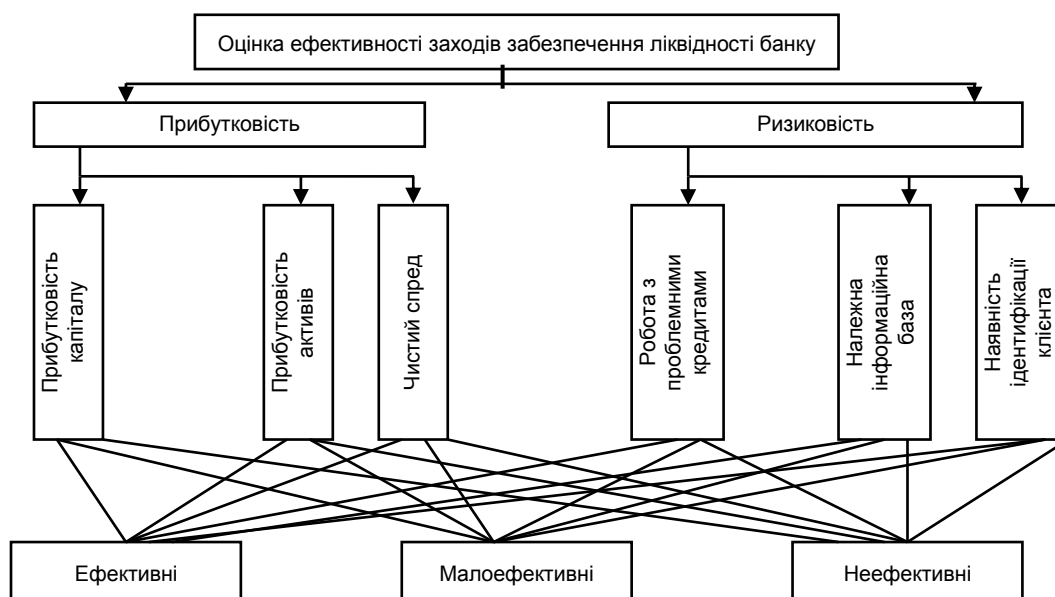 Оцінка ефективності заходів забезпечення ліквідності банку
Прибутковість
Ризиковість
Прибутковість
капіталу
Прибутковість
активів
Чистий спред
Робота з
проблемними
кредитами
Належна
інформаційна
база
Наявність
ідентифікації
клієнта
Ефективні
Малоефективні
Неефективні